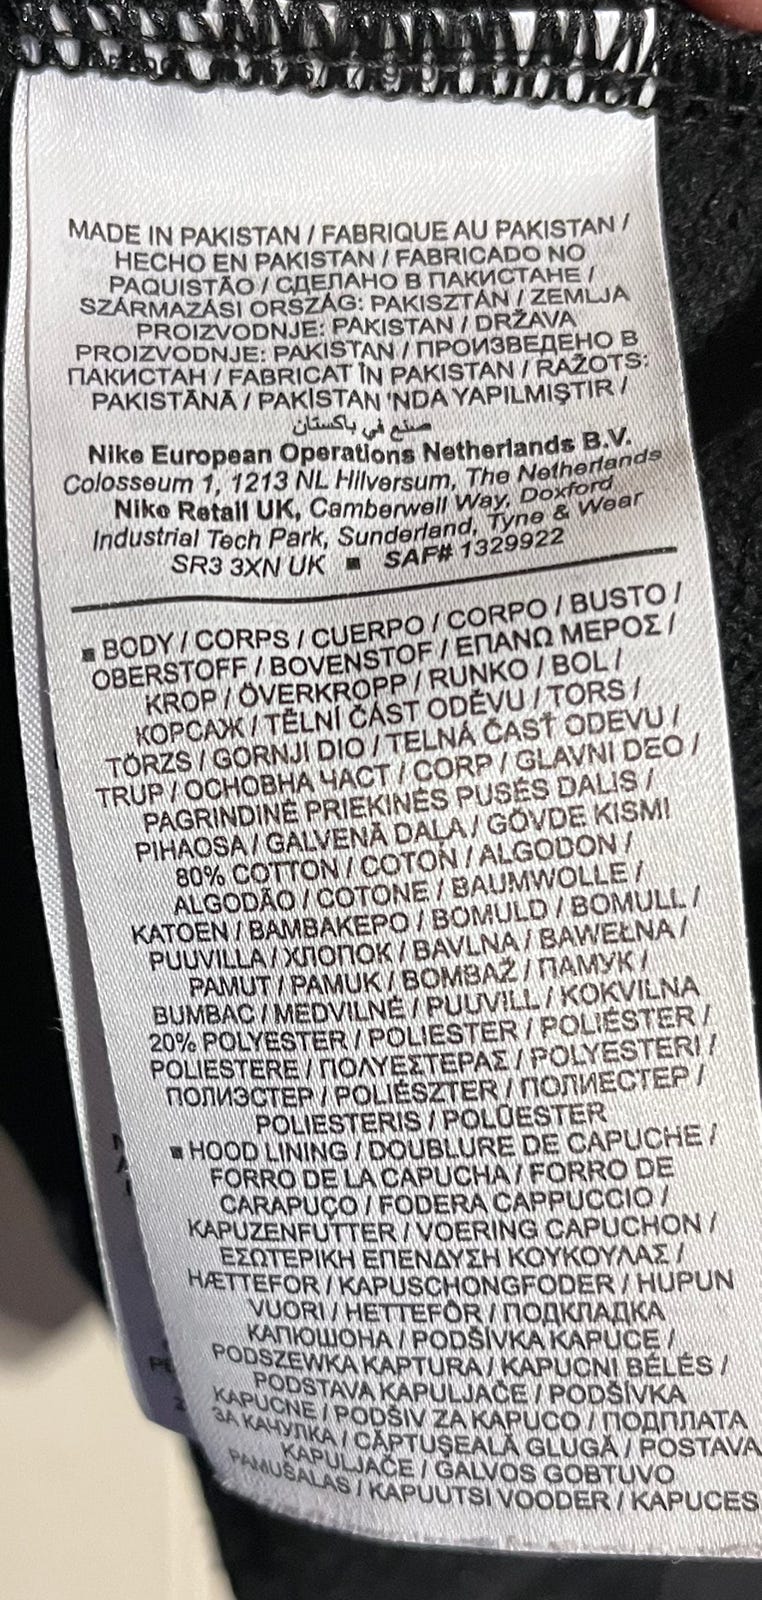 MADE IN PAKISTAN / FABRIQUE AU PAKISTAN /
HECHO EN PAKISTAN / FABRICADO NO
PAQUISTÃO / СДЕЛАНО В ПАКИСТАНЕ /
SZÁRMAZÁSI ORSZÁG: PAKISZTÁN / ZEMLJA
PROIZVODNJE: PAKISTAN / DRŽAVA
PROIZVODNJE: PAKISTAN / ПРОИЗВЕДЕНО В
ПАКИСТАН / FABRICAT ÎN PAKISTAN / RAŽOTS:
PAKISTĀNĀ / PAKİSTAN 'NDA YAPILMIŞTIR /
صنع في باكستان
Nike European Operations Netherlands B.V.
Colosseum 1, 1213 NL Hilversum, The Netherlands
Nike Retail UK, Camberwell Way, Doxford
Industrial Tech Park, Sunderland, Tyne & Wear
SR3 3XN UK ■ SAF# 1329922
■ BODY / CORPS / CUERPO / CORPO / BUSTO /
OBERSTOFF / BOVENSTOF / ΕΠΑΝΩ ΜΕΡΟΣ /
KROP / ÖVERKROPP / RUNKO / BOL /
КОРСАЖ / TĚLNÍ ČÁST ODĚVU / TORS /
TÖRZS / GORNJI DIO / TELNÁ ČASŤ ODEVU /
TRUP / ОСНОВНА ЧАСТ / CORP / GLAVNI DEO /
PAGRINDINĖ PRIEKINĖS PUSĖS DALIS /
PIHAOSA / GALVENĀ DAĻA / GÖVDE KISMI
80% COTTON / COTON / ALGODON /
ALGODÃO / COTONE / BAUMWOLLE /
KATOEN / ΒΑΜΒΑΚΕΡΟ / BOMULD / BOMULL /
PUUVILLA / ХЛОПОК / BAVLNA / BAWEŁNA /
PAMUT / PAMUK / BOMBAŽ / ПАМУК /
BUMBAC / MEDVILNĖ / PUUVILL / KOKVILNA
20% POLYESTER / POLIESTER / POLIÉSTER /
POLIESTERE / ΠΟΛΥΕΣΤΕΡΑΣ / POLYESTERI /
ПОЛИЭСТЕР / POLIÉSZTER / ПОЛИЕСТЕР /
POLIESTERIS / POLÜESTER
■ HOOD LINING / DOUBLURE DE CAPUCHE /
FORRO DE LA CAPUCHA / FORRO DE
CARAPUÇO / FODERA CAPPUCCIO /
KAPUZENFUTTER / VOERING CAPUCHON /
ΕΣΩΤΕΡΙΚΗ ΕΠΕΝΔΥΣΗ ΚΟΥΚΟΥΛΑΣ /
HÆTTEFOR / KAPUSCHONGFODER / HUPUN
VUORI / HETTEFÔR / ПОДКЛАДКА
КАПЮШОНА / PODŠÍVKA KAPUCE /
PODSZEWKA KAPTURA / KAPUCNI BÉLÉS /
PODSTAVA KAPULJAČE / PODŠÍVKA
KAPUCNE / PODŠIV ZA KAPUCO / ПОДПЛАТА
ЗА КАЧУЛКА / CĂPTUŞEALĂ GLUGĂ / POSTAVA
KAPULJAČE / GALVOS GOBTUVO
PAMUŠALAS / KAPUUTSI VOODER / KAPUCES